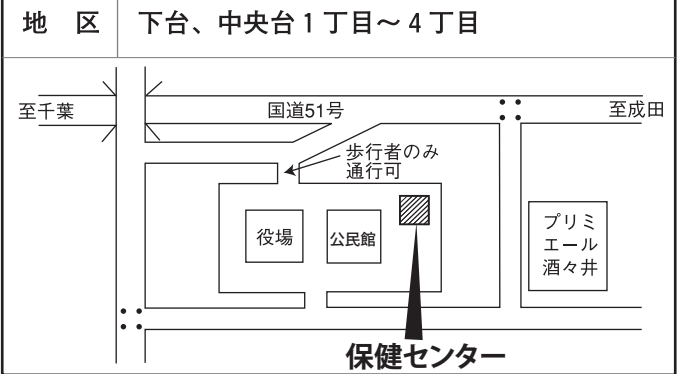 地 区 下台、中央台1丁目～4丁目
至千葉
国道51号
至成田
歩行者のみ
通行可
役場
公民館
プリミ
エール
酒々井
保健センター